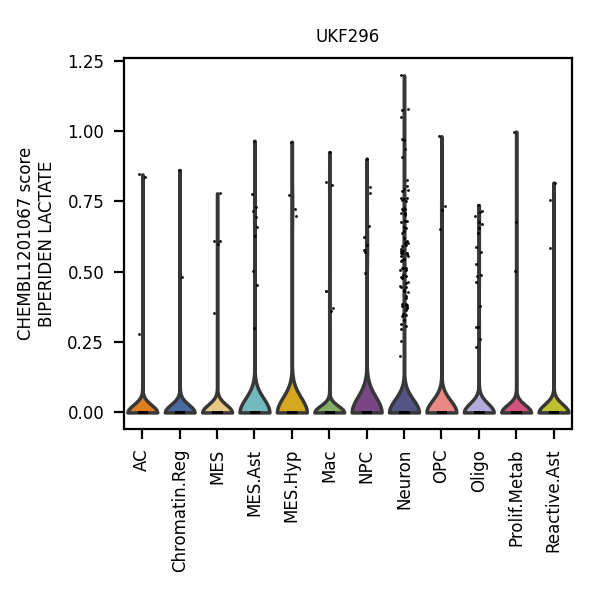 UKF296
CHEMBL1201067 score
BIPERIDEN LACTATE
1.25
1.00
0.75
0.50
0.25
0.00
AC
Chromatin.Reg
MES
MES.Ast
MES.Hyp
Mac
NPC
Neuron
OPC
Oligo
Prolif.Metab
Reactive.Ast